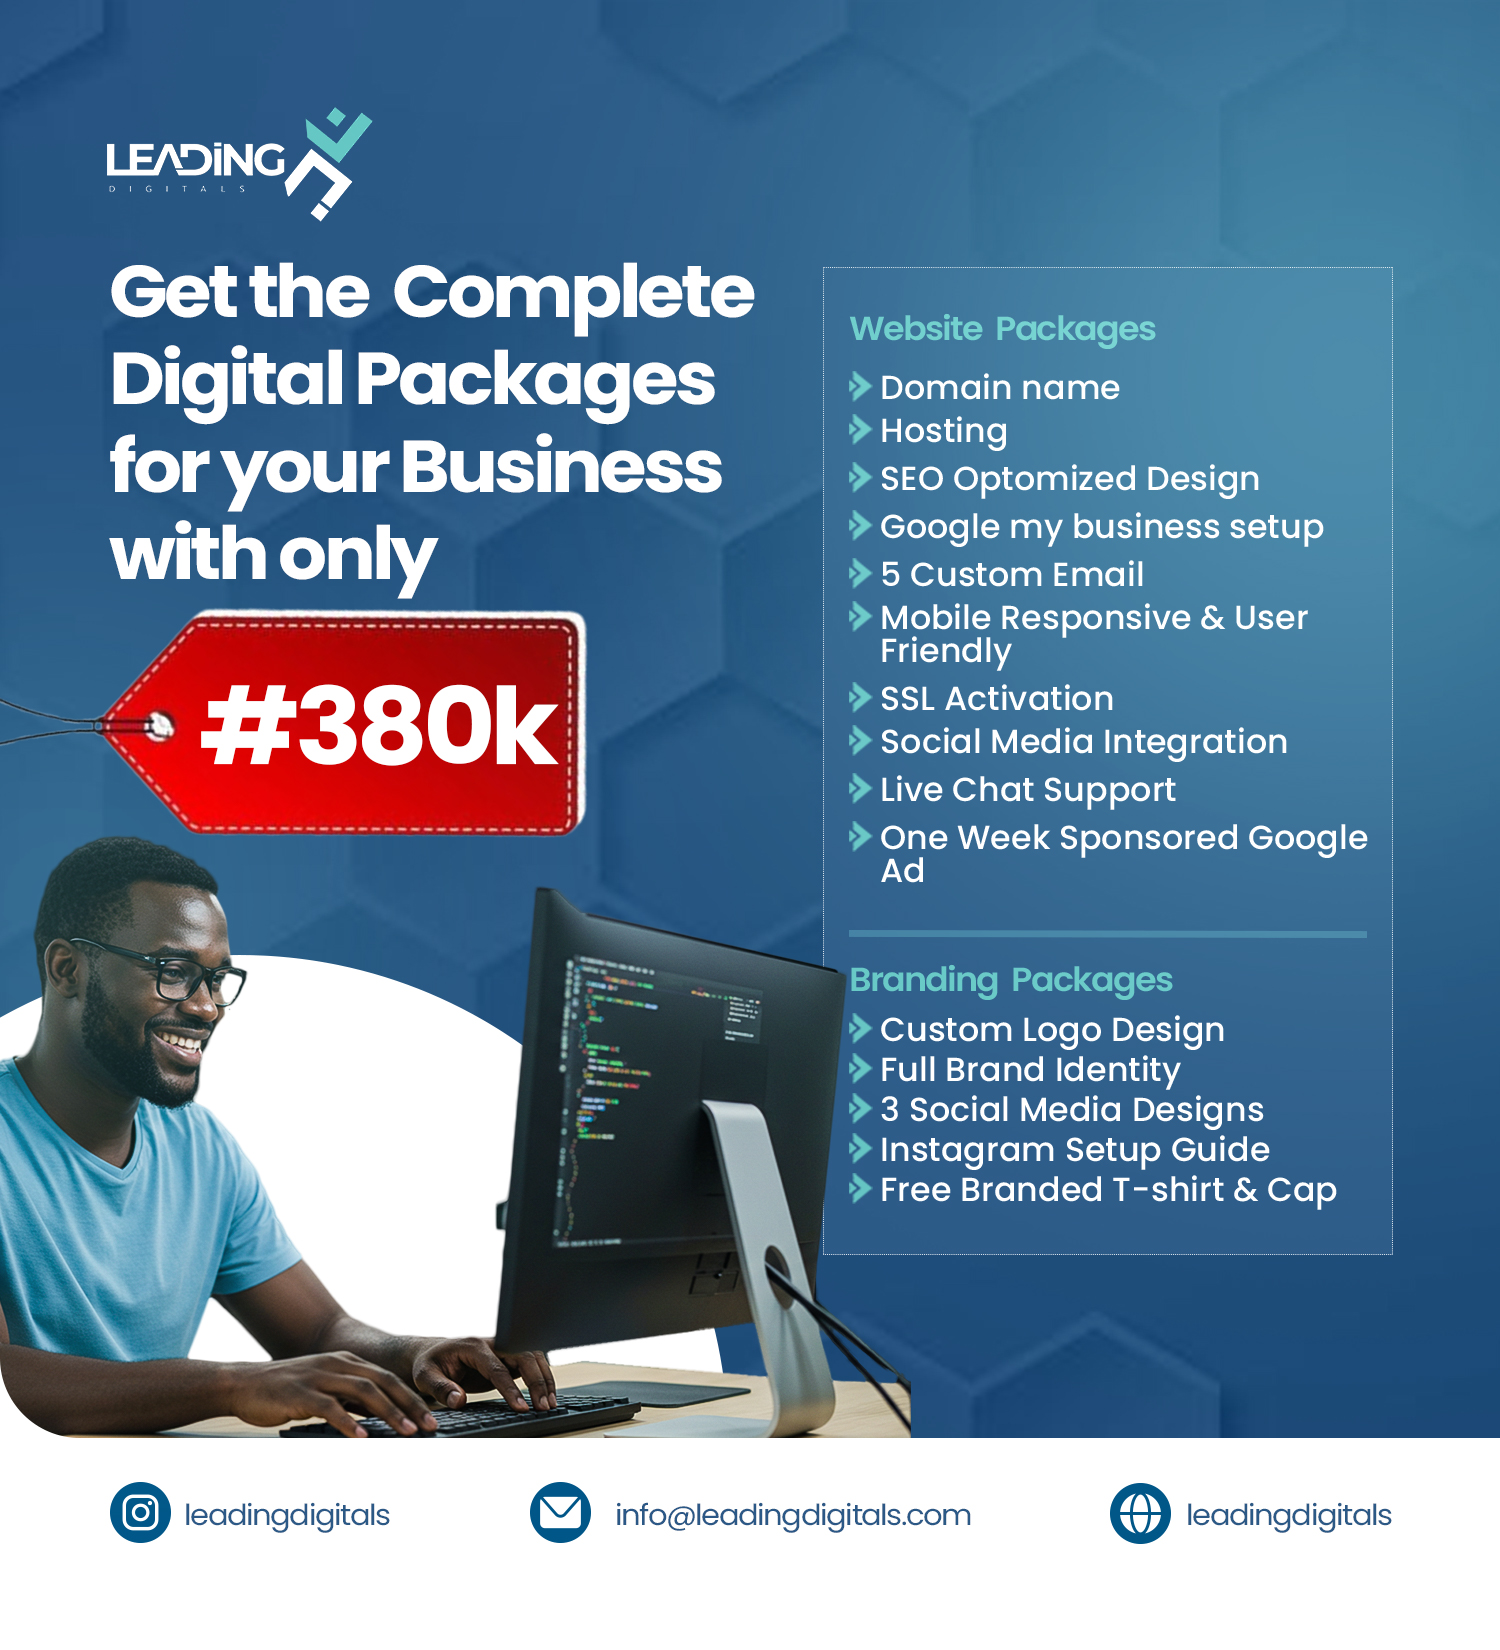 LEADiNG
DIGITALS
Get the Complete
Digital Packages
for your Business
with only
#380k
Website Packages
Domain name
Hosting
SEO Optomized Design
Google my business setup
5 Custom Email
Mobile Responsive & User
Friendly
SSL Activation
Social Media Integration
Live Chat Support
One Week Sponsored Google
Ad
Branding Packages
Custom Logo Design
Full Brand Identity
3 Social Media Designs
Instagram Setup Guide
Free Branded T-shirt & Cap
leadingdigitals
info@leadingdigitals.com
leadingdigitals